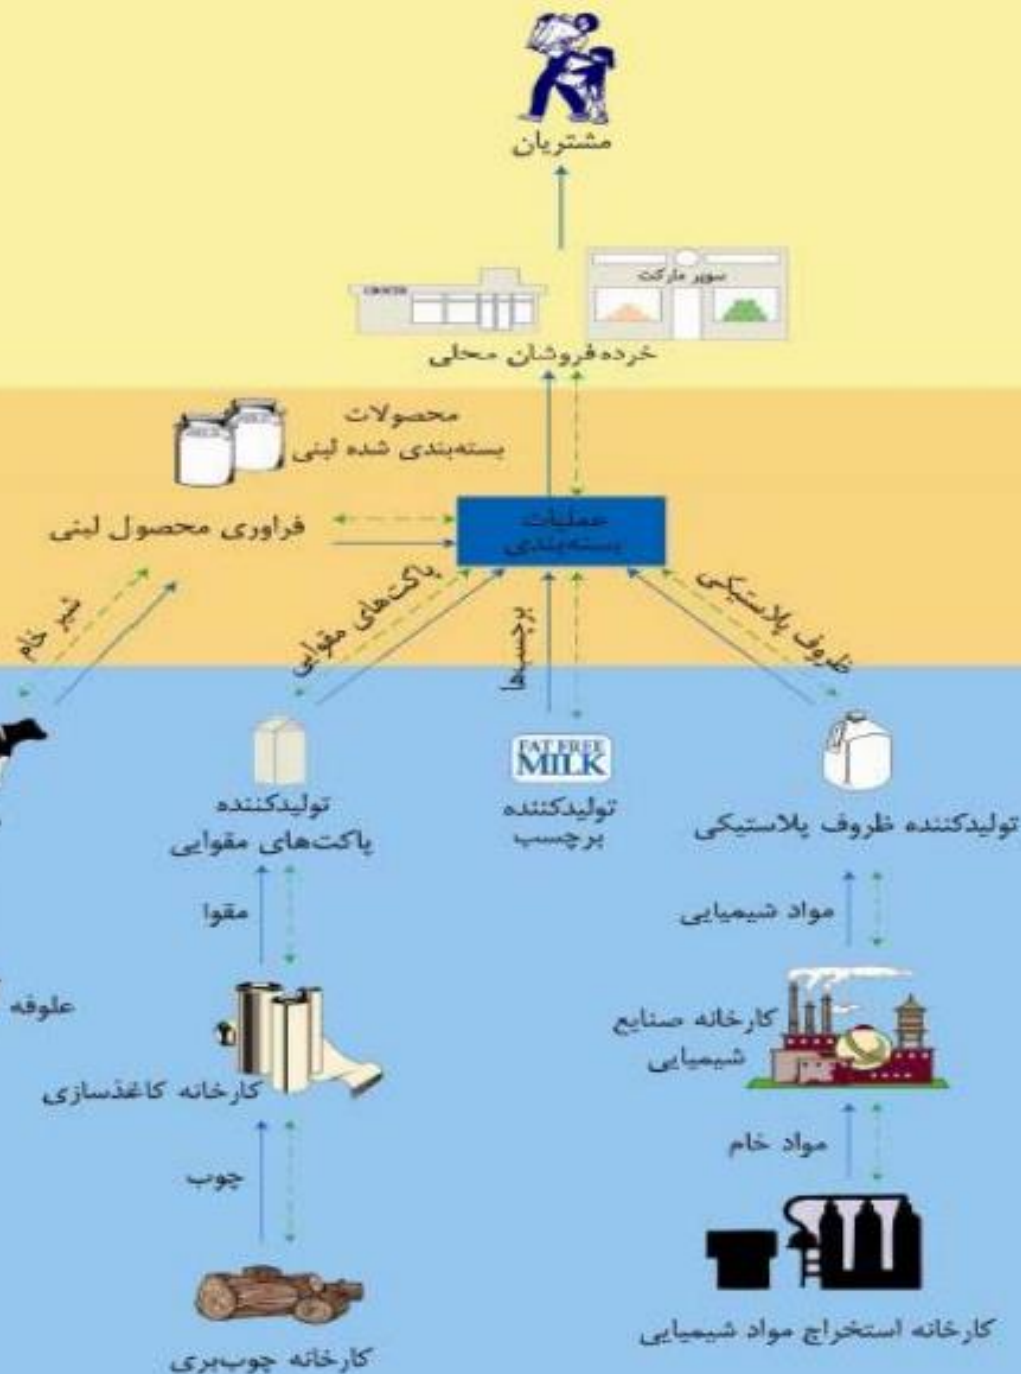 مشتریان
سوپر مارکت
خرده‌فروشان محلی
محصولات
بسته‌بندی شده لبنی
عملیات
بسته‌بندی
فراوری محصول لبنی
شیر خام
پاکت‌های مقوایی
برچسب‌ها
ظروف پلاستیکی
FAT FREE
MILK
تولیدکننده
پاکت‌های مقوایی
تولیدکننده
برچسب
تولیدکننده ظروف پلاستیکی
مقوا
مواد شیمیایی
علوفه
کارخانه کاغذسازی
کارخانه صنایع
شیمیایی
چوب
مواد خام
کارخانه چوب‌بری
کارخانه استخراج مواد شیمیایی